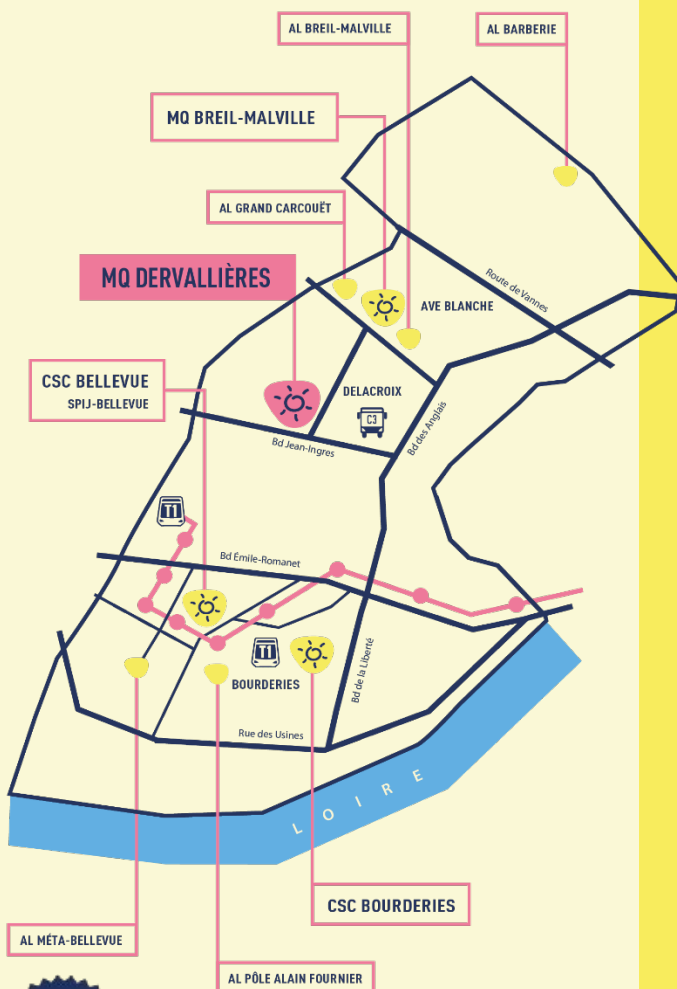 AL BREIL-MALVILLE
AL BARBERIE
MQ BREIL-MALVILLE
AL GRAND CARCOUËT
MQ DERVALLIÈRES
Route de Vannes
AVE BLANCHE
CSC BELLEVUE
SPIJ-BELLEVUE
DELACROIX
C3
Bd des Anglais
Bd Jean-Ingres
T1
Bd Émile-Romanet
T1
BOURDERIES
Bd de la Liberté
Rue des Usines
LOIRE
CSC BOURDERIES
AL MÉTA-BELLEVUE
AL PÔLE ALAIN FOURNIER